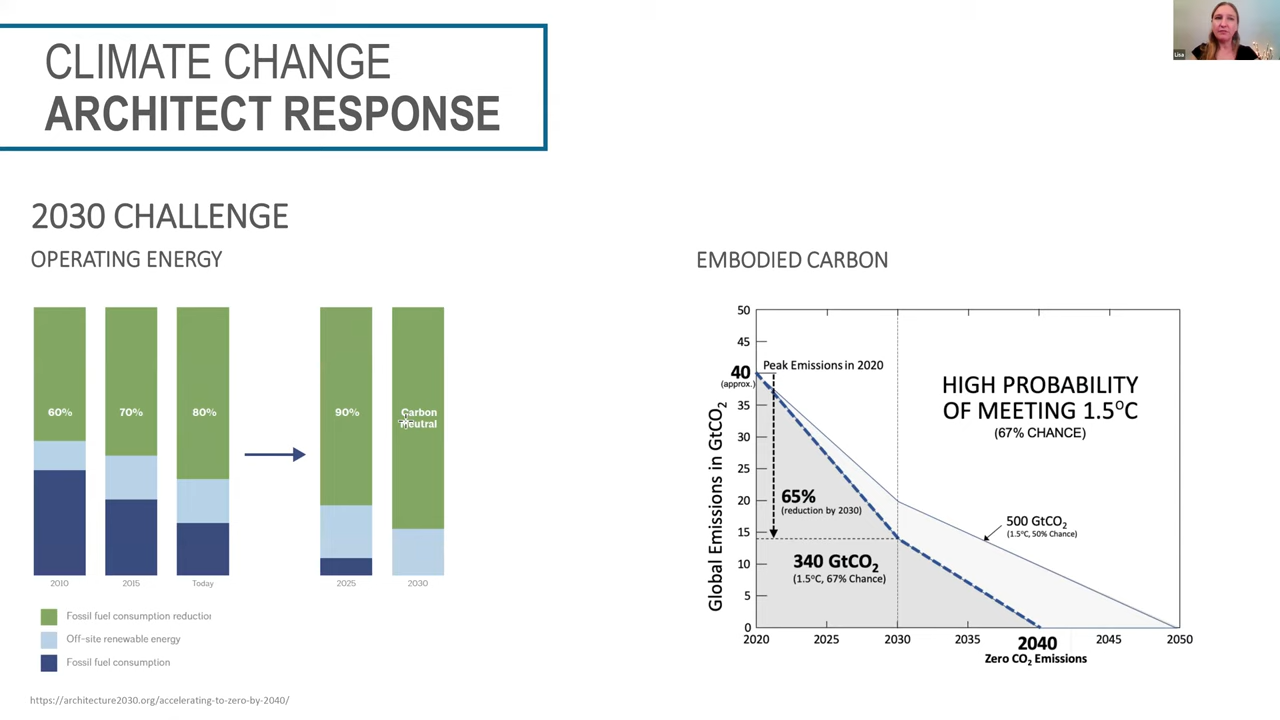 CLIMATE CHANGE
ARCHITECT RESPONSE
Lisa
2030 CHALLENGE
OPERATING ENERGY
60%
70%
80%
90%
Carbon
Neutral
2010
2015
Today
2025
2030
Fossil fuel consumption reduction
Off-site renewable energy
Fossil fuel consumption
https://architecture2030.org/accelerating-to-zero-by-2040/
EMBODIED CARBON
Global Emissions in GtCO2
50
45
40
(approx.)
35
30
25
20
15
10
5
0
Peak Emissions in 2020
HIGH PROBABILITY
OF MEETING 1.5°C
(67% CHANCE)
65%
(reduction by 2030)
500 GtCO2
(1.5°C, 50% Chance)
340 GtCO2
(1.5°C, 67% Chance)
2020
2025
2030
2035
2040
2045
2050
Zero CO2 Emissions